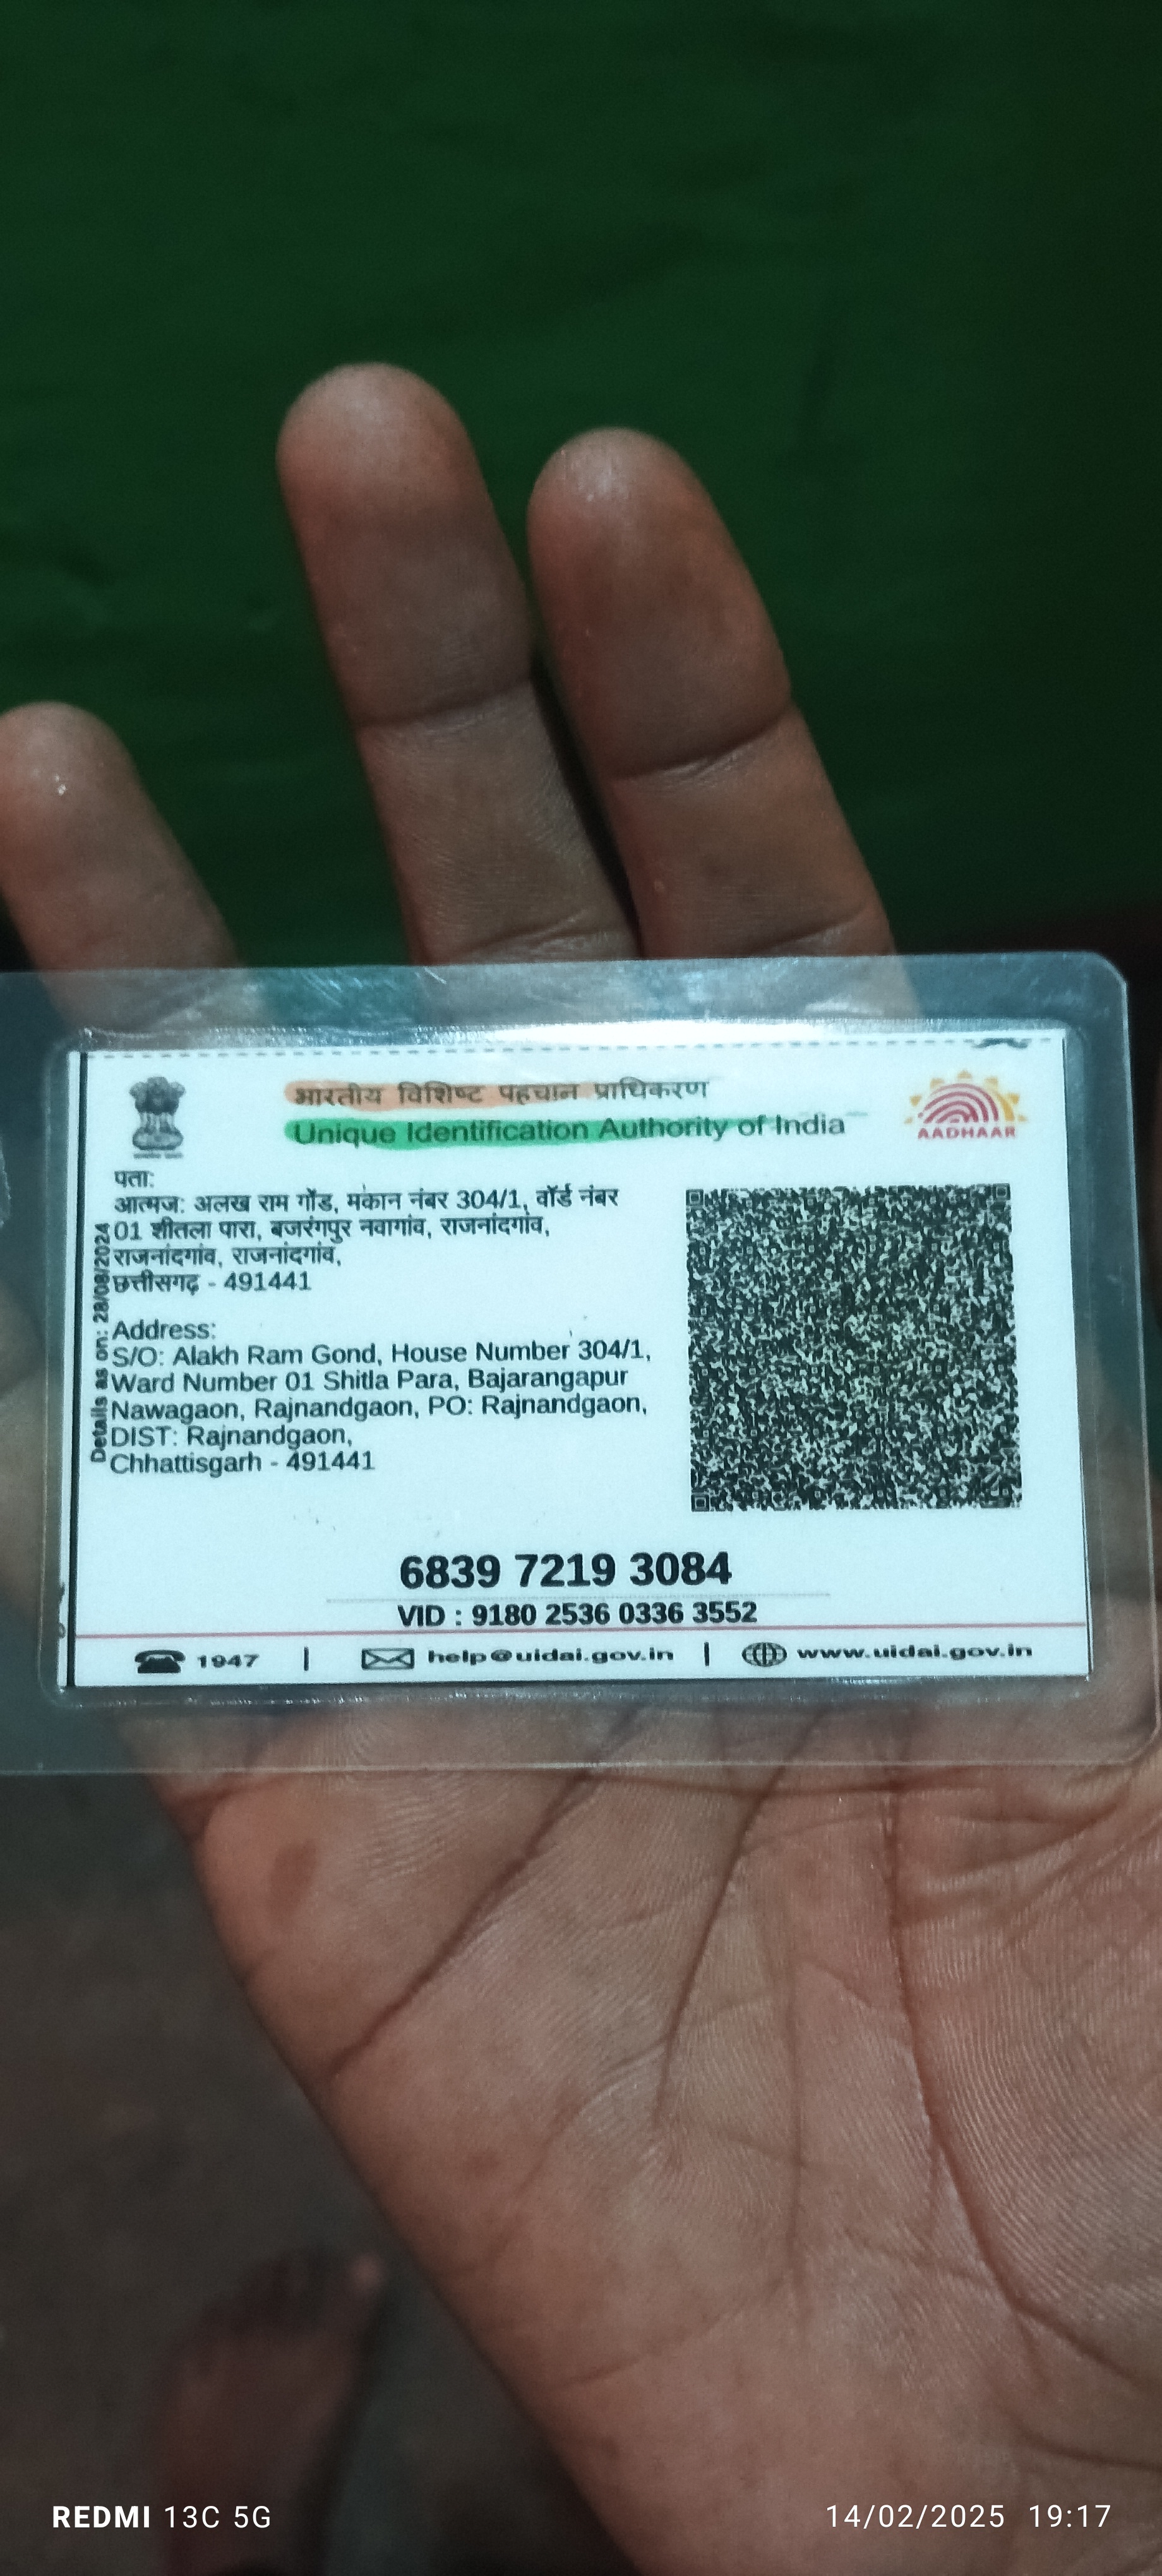 भारतीय विशिष्ट पहचान प्राधिकरण
Unique Identification Authority of India
AADHAAR
पता:
आत्मज: अलख राम गोंड, मकान नंबर 304/1, वॉर्ड नंबर
01 शीतला पारा, बजरंगपुर नवागांव, राजनांदगांव,
राजनांदगांव, राजनांदगांव,
छत्तीसगढ़ - 491441
Address:
S/O: Alakh Ram Gond, House Number 304/1,
Ward Number 01 Shitla Para, Bajarangapur
Nawagaon, Rajnandgaon, PO: Rajnandgaon,
DIST: Rajnandgaon,
Chhattisgarh - 491441
Details as on: 28/08/2024
6839 7219 3084
VID : 9180 2536 0336 3552
1947 | help@uidai.gov.in | www.uidai.gov.in
REDMI 13C 5G
14/02/2025 19:17